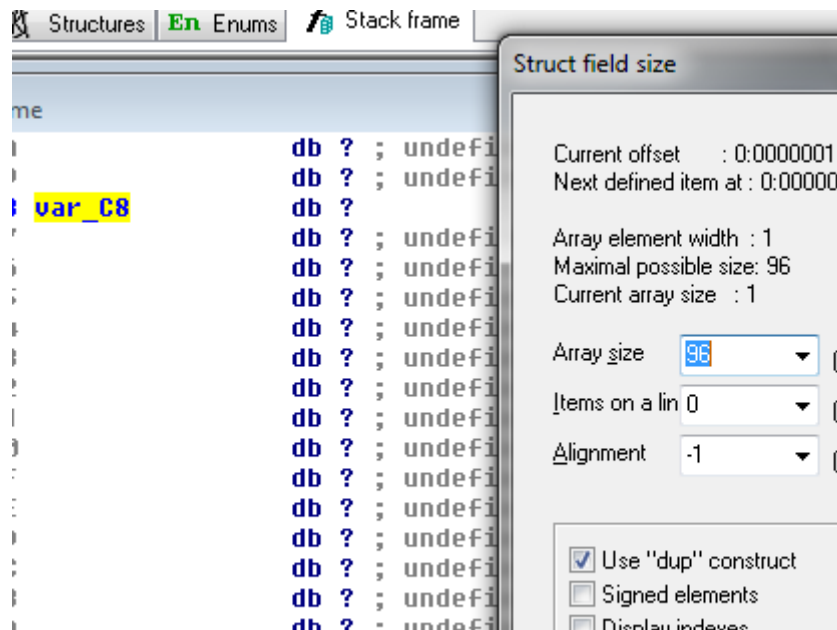 Structures En Enums Stack frame
Struct field size
me
db ? ; undefi
db ? ; undefi
var_C8 db ?
db ? ; undefi
db ? ; undefi
db ? ; undefi
db ? ; undefi
db ? ; undefi
db ? ; undefi
db ? ; undefi
db ? ; undefi
db ? ; undefi
db ? ; undefi
db ? ; undefi
db ? ; undefi
db ? ; undefi
db ? ; undefi
Current offset : 0:0000001
Next defined item at : 0:00000
Array element width : 1
Maximal possible size: 96
Current array size : 1
Array size 96
Items on a lin 0
Alignment -1
Use "dup" construct
Signed elements
Display indexes